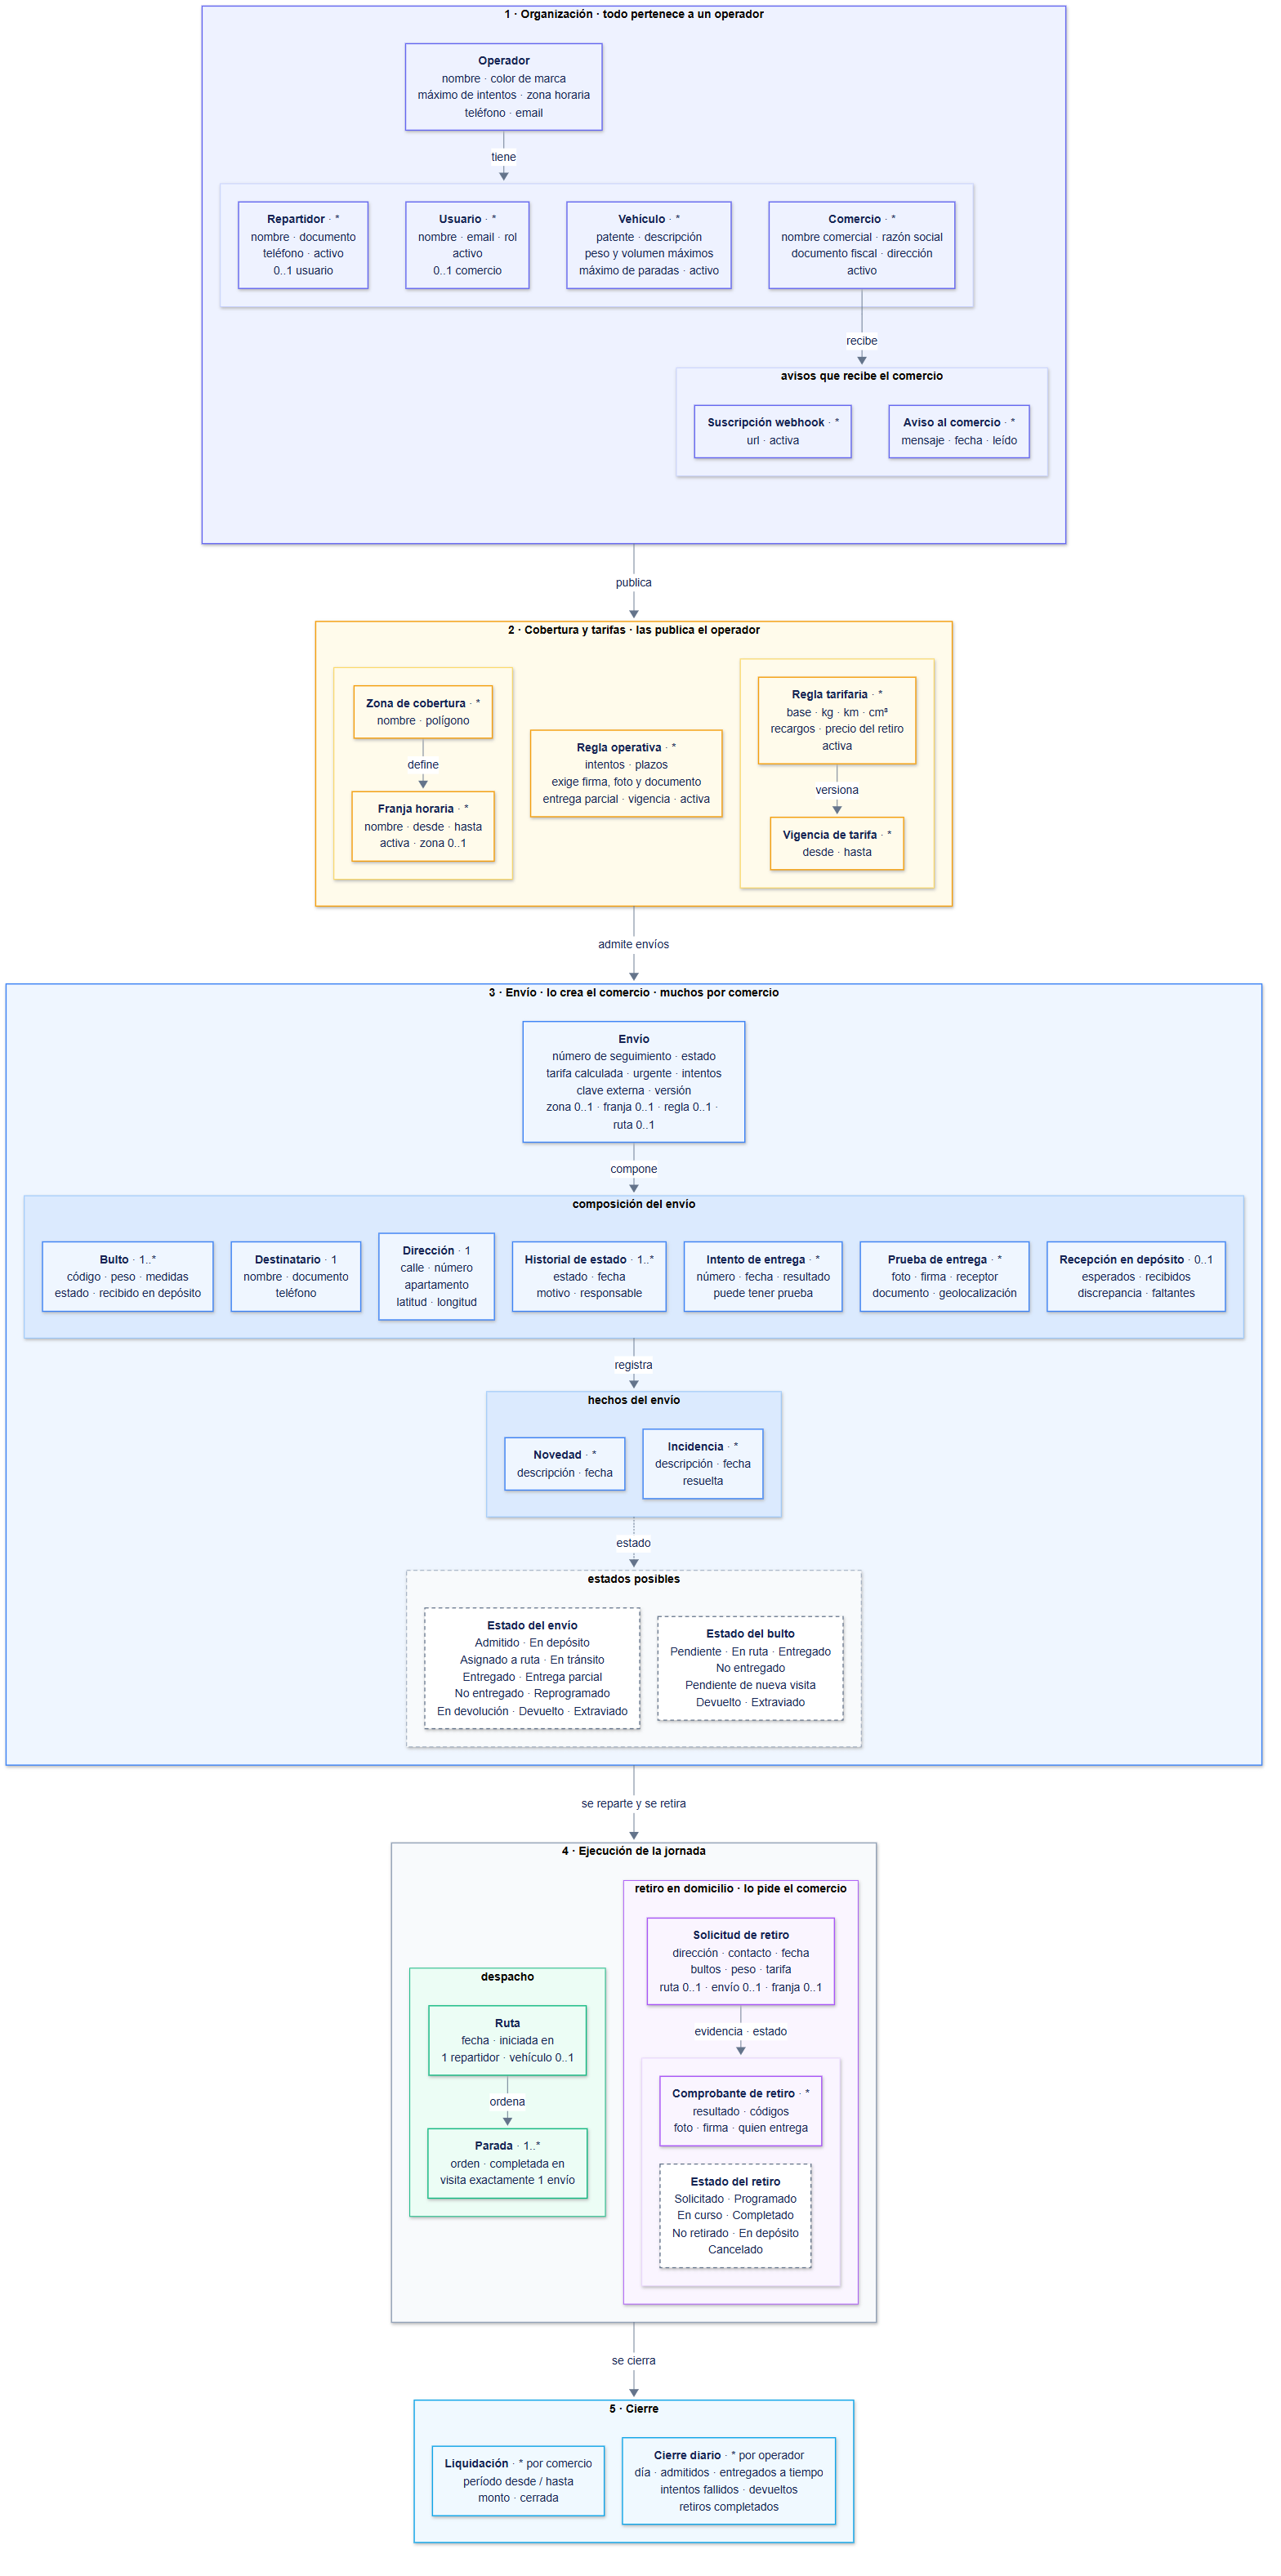 1 · Organización · todo pertenece a un operador
Operador
nombre · color de marca
máximo de intentos · zona horaria
teléfono · email
tiene
Repartidor · *
nombre · documento
teléfono · activo
0..1 usuario
Usuario · *
nombre · email · rol
activo
0..1 comercio
Vehículo · *
patente · descripción
peso y volumen máximos
máximo de paradas · activo
Comercio · *
nombre comercial · razón social
documento fiscal · dirección
activo
recibe
avisos que recibe el comercio
Suscripción webhook · *
url · activa
Aviso al comercio · *
mensaje · fecha · leído
publica
2 · Cobertura y tarifas · las publica el operador
Zona de cobertura · *
nombre · polígono
define
Franja horaria · *
nombre · desde · hasta
activa · zona 0..1
Regla operativa · *
intentos · plazos
exige firma, foto y documento
entrega parcial · vigencia · activa
Regla tarifaria · *
base · kg · km · cm³
recargos · precio del retiro
activa
versiona
Vigencia de tarifa · *
desde · hasta
admite envíos
3 · Envío · lo crea el comercio · muchos por comercio
Envío
número de seguimiento · estado
tarifa calculada · urgente · intentos
clave externa · versión
zona 0..1 · franja 0..1 · regla 0..1 ·
ruta 0..1
compone
composición del envío
Bulto · 1..*
código · peso · medidas
estado · recibido en depósito
Destinatario · 1
nombre · documento
teléfono
Dirección · 1
calle · número
apartamento
latitud · longitud
Historial de estado · 1..*
estado · fecha
motivo · responsable
Intento de entrega · *
número · fecha · resultado
puede tener prueba
Prueba de entrega · *
foto · firma · receptor
documento · geolocalización
Recepción en depósito · 0..1
esperados · recibidos
discrepancia · faltantes
registra
hechos del envío
Novedad · *
descripción · fecha
Incidencia · *
descripción · fecha
resuelta
estado
estados posibles
Estado del envío
Admitido · En depósito
Asignado a ruta · En tránsito
Entregado · Entrega parcial
No entregado · Reprogramado
En devolución · Devuelto · Extraviado
Estado del bulto
Pendiente · En ruta · Entregado
No entregado
Pendiente de nueva visita
Devuelto · Extraviado
se reparte y se retira
4 · Ejecución de la jornada
despacho
Ruta
fecha · iniciada en
1 repartidor · vehículo 0..1
ordena
Parada · 1..*
orden · completada en
visita exactamente 1 envío
retiro en domicilio · lo pide el comercio
Solicitud de retiro
dirección · contacto · fecha
bultos · peso · tarifa
ruta 0..1 · envío 0..1 · franja 0..1
evidencia · estado
Comprobante de retiro · *
resultado · códigos
foto · firma · quien entrega
Estado del retiro
Solicitado · Programado
En curso · Completado
No retirado · En depósito
Cancelado
se cierra
5 · Cierre
Liquidación · * por comercio
período desde / hasta
monto · cerrada
Cierre diario · * por operador
día · admitidos · entregados a tiempo
intentos fallidos · devueltos
retiros completados